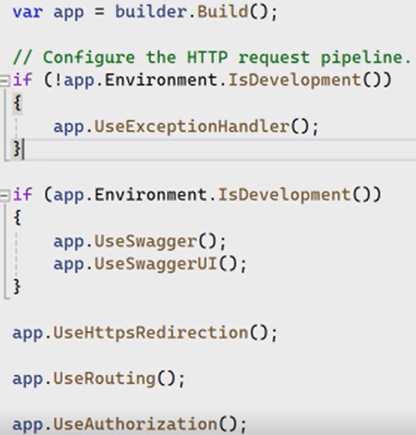 var app = builder.Build();
// Configure the HTTP request pipeline.
if (!app.Environment.IsDevelopment())
{
    app.UseExceptionHandler();
}
if (app.Environment.IsDevelopment())
{
    app.UseSwagger();
    app.UseSwaggerUI();
}
app.UseHttpsRedirection();
app.UseRouting();
app.UseAuthorization();